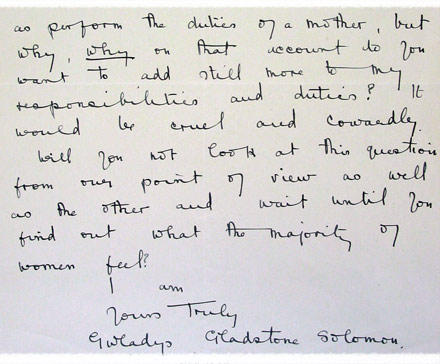 as perform the duties of a mother, but
why, why on that account do you
want to add still more to my
responsibilities and duties? It
would be cruel and cowardly.
Will you not look at this question
from our point of view as well
as the other and wait until you
find out what the majority of
women feel?
I am
Yours Truly
Gwladys Gladstone Solomon.